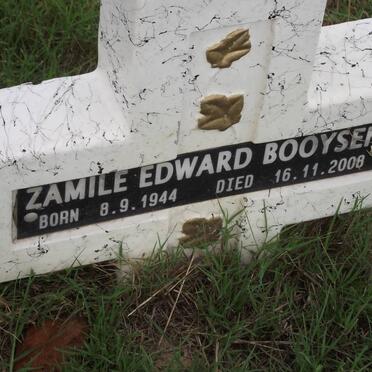 ZAMILE EDWARD BOOYSEN
BORN 8.9.1944 DIED 16.11.2008